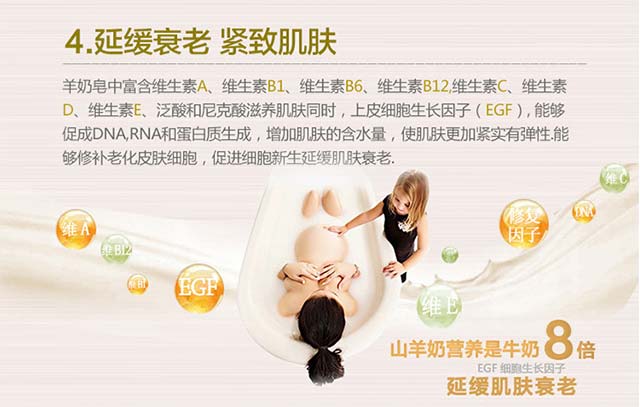 4.延缓衰老 紧致肌肤
羊奶皂中富含维生素A、维生素B1、维生素B6、维生素B12,维生素C、维生素
D、维生素E、泛酸和尼克酸滋养肌肤同时，上皮细胞生长因子（EGF）,能够
促成DNA,RNA和蛋白质生成，增加肌肤的含水量，使肌肤更加紧实有弹性.能
够修补老化皮肤细胞，促进细胞新生延缓肌肤衰老.
维 C
维 A
修复
因子
DNA
维 B12
维 B1
EGF
维 E
山羊奶营养是牛奶8倍
EGF 细胞生长因子
延缓肌肤衰老